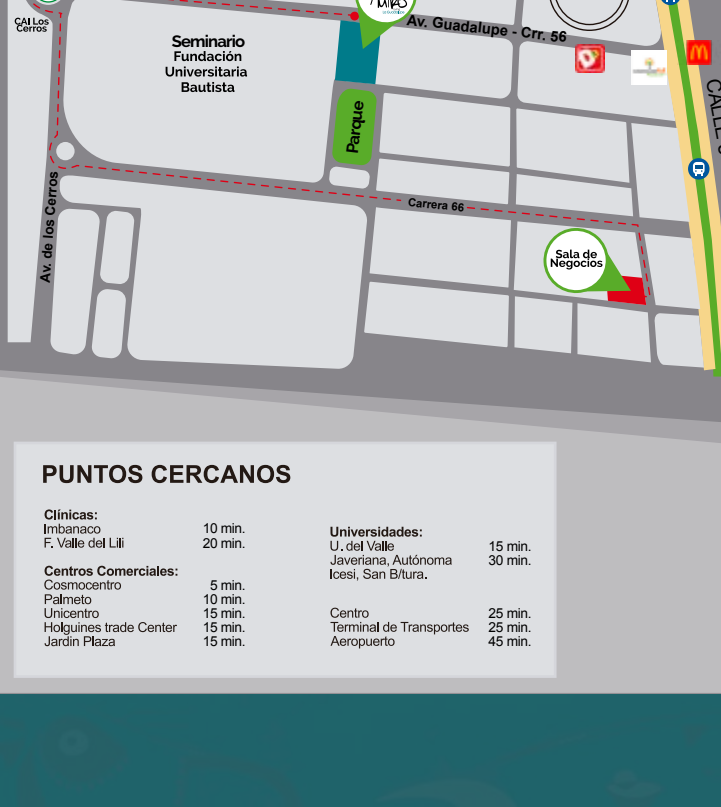 CAI Los
Cerros
Av. Guadalupe - Crr. 56
Seminario
Fundación
Universitaria
Bautista
Parque
Av. de los Cerros
Carrera 66
Sala de
Negocios
PUNTOS CERCANOS
Clínicas:
Imbanaco 10 min.
F. Valle del Lili 20 min.
Centros Comerciales:
Cosmocentro 5 min.
Palmeto 10 min.
Unicentro 15 min.
Holguines trade Center 15 min.
Jardin Plaza 15 min.
Universidades:
U. del Valle 15 min.
Javeriana, Autónoma 30 min.
Icesi, San B/tura.
Centro 25 min.
Terminal de Transportes 25 min.
Aeropuerto 45 min.